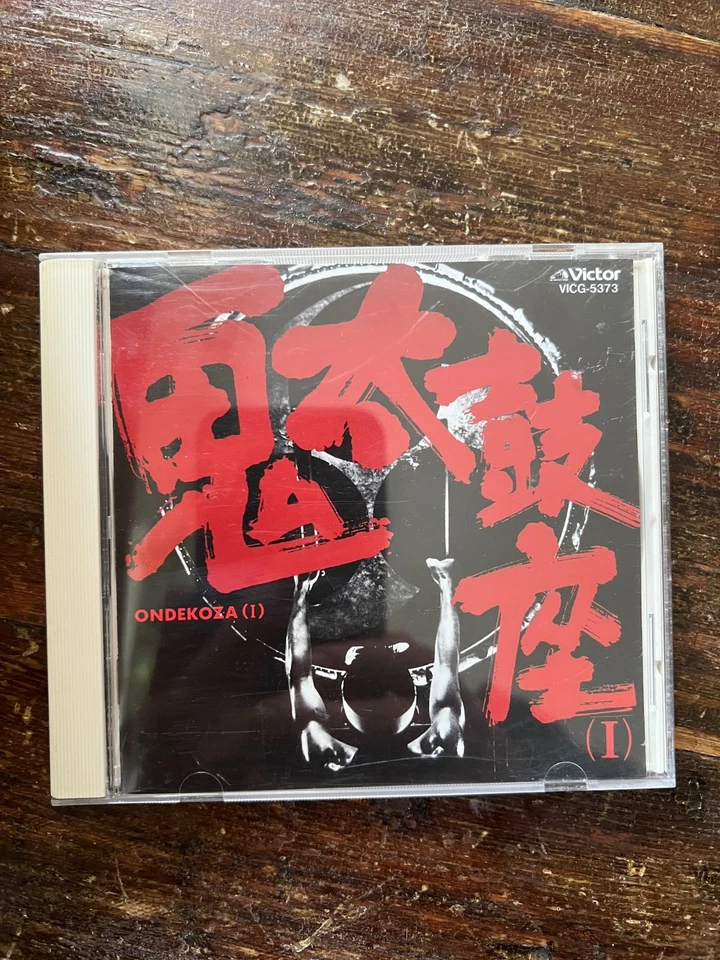 Victor
VICG-5373
鬼太鼓座
ONDEKOZA (I)
(I)